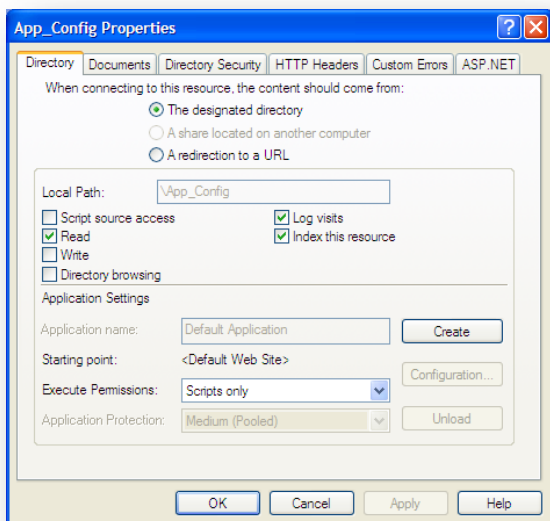 App_Config Properties
Directory Documents Directory Security HTTP Headers Custom Errors ASP.NET
When connecting to this resource, the content should come from:
The designated directory
A share located on another computer
A redirection to a URL
Local Path: \App_Config
Script source access Log visits
Read Index this resource
Write
Directory browsing
Application Settings
Application name: Default Application Create
Starting point: <Default Web Site>
Configuration...
Execute Permissions: Scripts only
Application Protection: Medium (Pooled) Unload
OK Cancel Apply Help